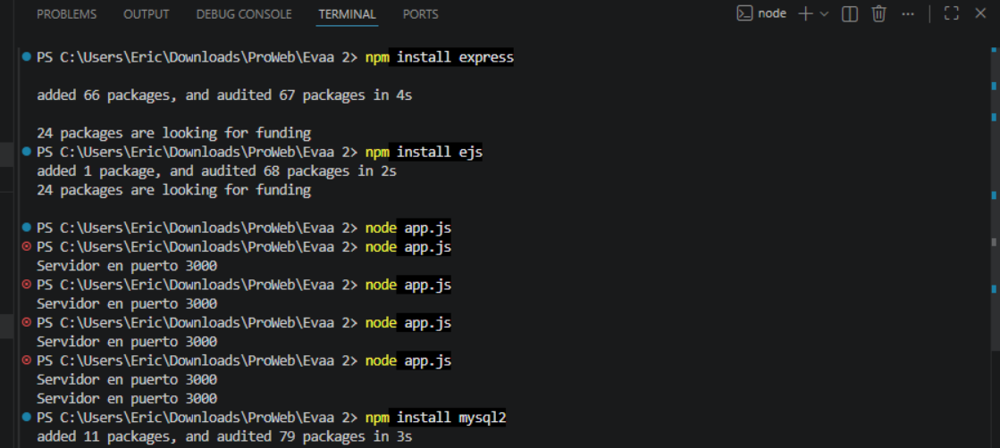 PROBLEMS OUTPUT DEBUG CONSOLE TERMINAL PORTS node
PS C:\Users\Eric\Downloads\ProWeb\Evaa 2> npm install express
added 66 packages, and audited 67 packages in 4s
24 packages are looking for funding
PS C:\Users\Eric\Downloads\ProWeb\Evaa 2> npm install ejs
added 1 package, and audited 68 packages in 2s
24 packages are looking for funding
PS C:\Users\Eric\Downloads\ProWeb\Evaa 2> node app.js
PS C:\Users\Eric\Downloads\ProWeb\Evaa 2> node app.js
Servidor en puerto 3000
PS C:\Users\Eric\Downloads\ProWeb\Evaa 2> node app.js
Servidor en puerto 3000
PS C:\Users\Eric\Downloads\ProWeb\Evaa 2> node app.js
Servidor en puerto 3000
PS C:\Users\Eric\Downloads\ProWeb\Evaa 2> node app.js
Servidor en puerto 3000
Servidor en puerto 3000
PS C:\Users\Eric\Downloads\ProWeb\Evaa 2> npm install mysql2
added 11 packages, and audited 79 packages in 3s